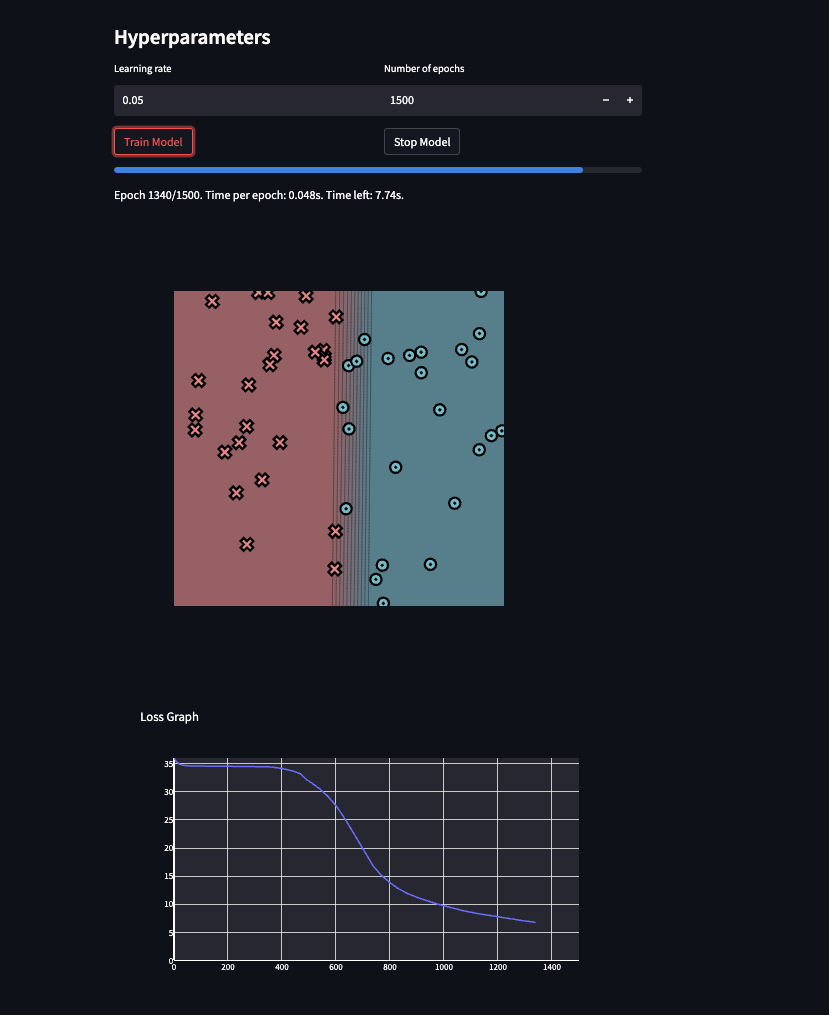 Hyperparameters
Learning rate
Number of epochs
0.05
1500
− +
Train Model
Stop Model
Epoch 1340/1500. Time per epoch: 0.048s. Time left: 7.74s.
Loss Graph
35
30
25
20
15
10
5
0
0 200 400 600 800 1000 1200 1400